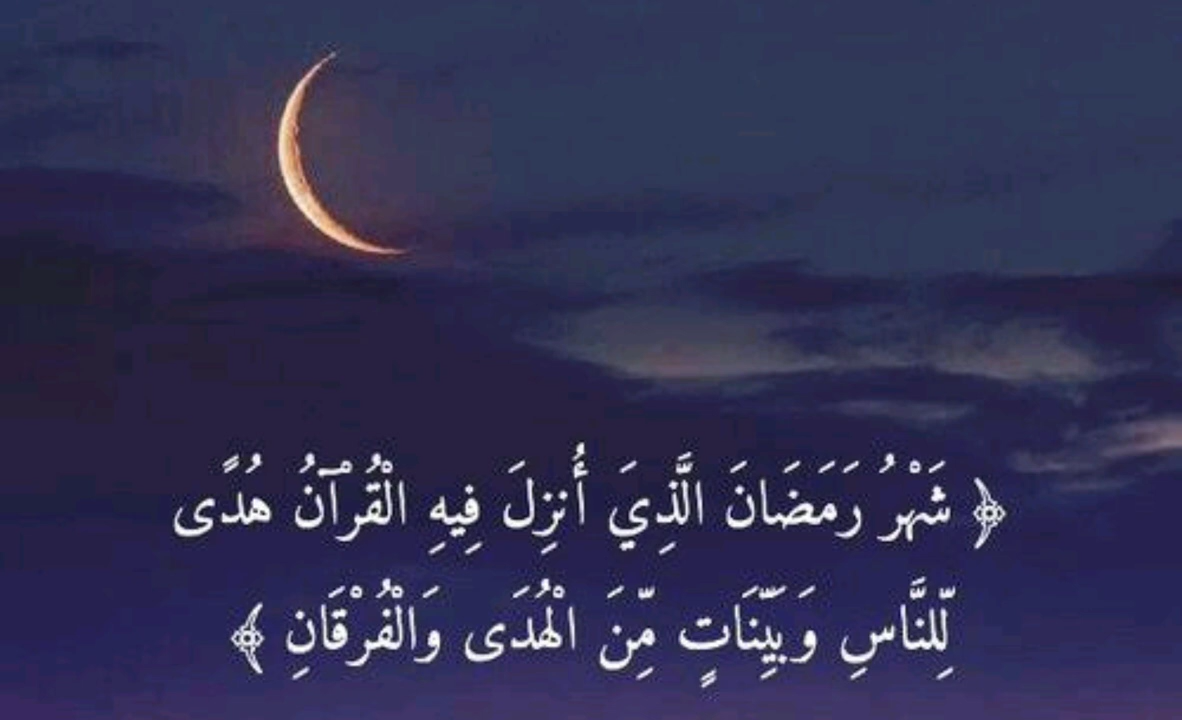 ﴿ شَهْرُ رَمَضَانَ الَّذِيَ أُنزِلَ فِيهِ الْقُرْآنُ هُدًى
لِّلنَّاسِ وَبَيِّنَاتٍ مِّنَ الْهُدَى وَالْفُرْقَانِ ﴾